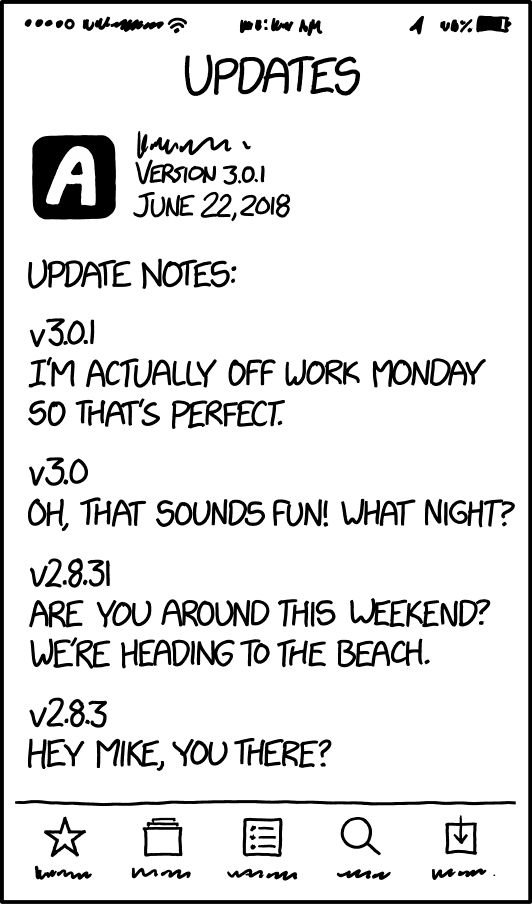 UPDATES
A
VERSION 3.0.1
JUNE 22, 2018
UPDATE NOTES:
v3.0.1
I'M ACTUALLY OFF WORK MONDAY
SO THAT'S PERFECT.
v3.0
OH, THAT SOUNDS FUN! WHAT NIGHT?
v2.8.31
ARE YOU AROUND THIS WEEKEND?
WE'RE HEADING TO THE BEACH.
v2.8.3
HEY MIKE, YOU THERE?